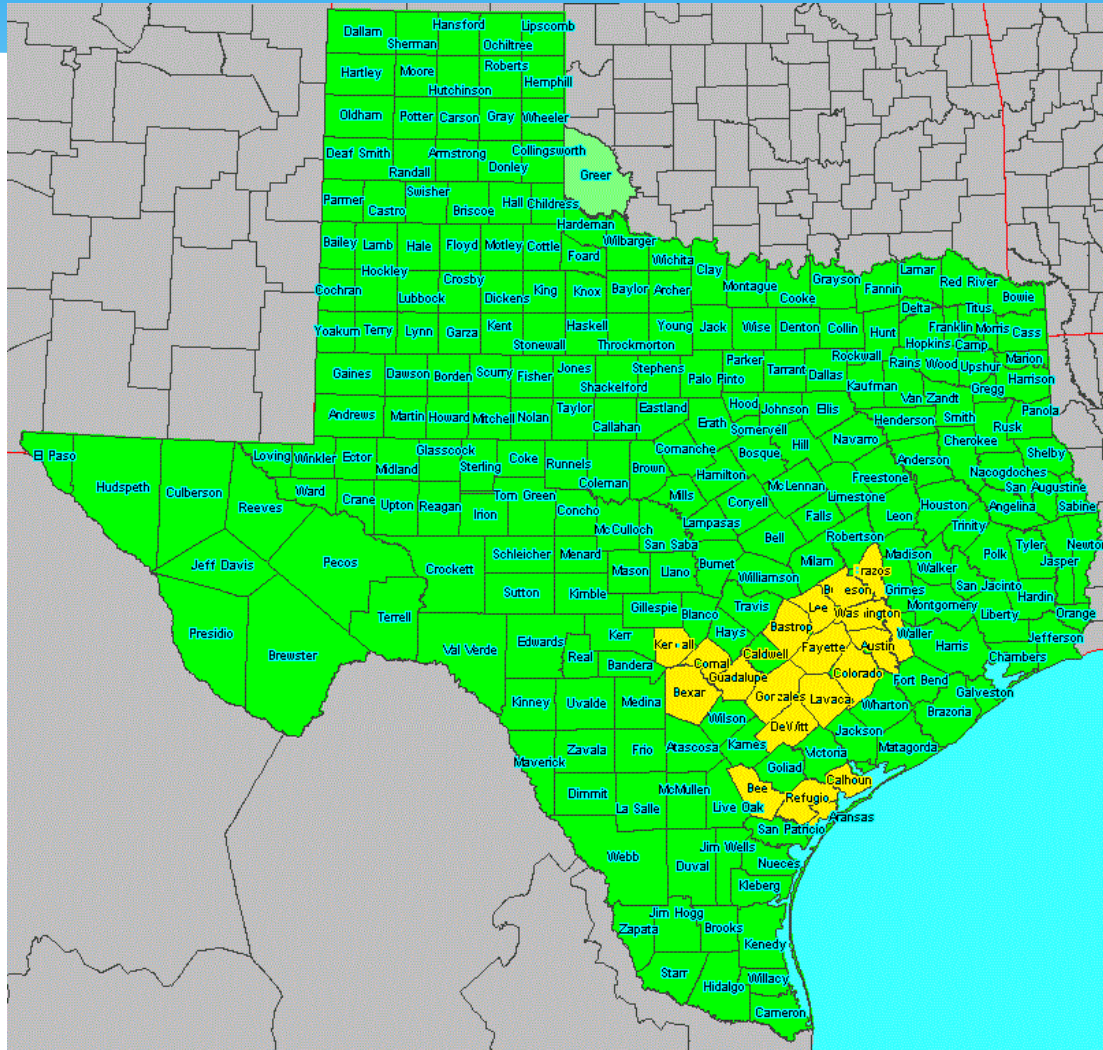 Dallam Sherman Hansford Ochiltree Lipscomb
Hartley Moore Hutchinson Roberts Hemphill
Oldham Potter Carson Gray Wheeler
Deaf Smith Randall Armstrong Donley Collingsworth
Greer
Parmer Castro Swisher Briscoe Hall Childress
Hardeman
Bailey Lamb Hale Floyd Motley Cottle Foard Wilbarger Wichita Clay
Cochran Hockley Lubbock Crosby Dickens King Knox Baylor Archer Montague Cooke Grayson Fannin Lamar Red River Bowie
Delta Titus
Yoakum Terry Lynn Garza Kent Stonewall Haskell Throckmorton Young Jack Wise Denton Collin Hunt Hopkins Franklin Morris Camp Cass
Gaines Dawson Borden Scurry Fisher Jones Shackelford Stephens Palo Pinto Parker Tarrant Dallas Rockwall Kaufman Rains Wood Upshur Marion
Van Zandt Gregg Harrison
Andrews Martin Howard Mitchell Nolan Taylor Callahan Eastland Erath Hood Somervell Johnson Ellis Henderson Smith Rusk Panola
El Paso Hudspeth Culberson Reeves Loving Winkler Ector Midland Glasscock Sterling Coke Runnels Coleman Brown Comanche Hamilton Bosque Hill Navarro Anderson Cherokee Nacogdoches Shelby
Ward Crane Upton Reagan Irion Tom Green Concho McCulloch Mills Coryell McLennan Limestone Freestone Leon Houston Angelina San Augustine Sabine
Lampasas Falls Trinity
San Saba Bell Robertson Polk Tyler Newton
Jeff Davis Pecos Crockett Schleicher Menard Mason Llano Burnet Williamson Milam Madison Walker San Jacinto Jasper
Sutton Kimble Hardin
Terrell Gillespie Blanco Travis Lee Grimes Montgomery Liberty Orange
Presidio Brewster Val Verde Edwards Real Kerr Bandera Hays Bastrop Caldwell Fayette Austin Waller Harris Chambers Jefferson
Comal Guadalupe Colorado Fort Bend Galveston
Kinney Uvalde Medina Bexar Wilson Gonzales Lavaca Wharton Brazoria
DeWitt Jackson Matagorda
Maverick Zavala Frio Atascosa Karnes Goliad Victoria Calhoun
Dimmit La Salle McMullen Live Oak Bee Refugio Aransas
San Patricio
Webb Duval Jim Wells Nueces
Kleberg
Zapata Jim Hogg Brooks Kenedy
Starr Hidalgo Willacy
Cameron